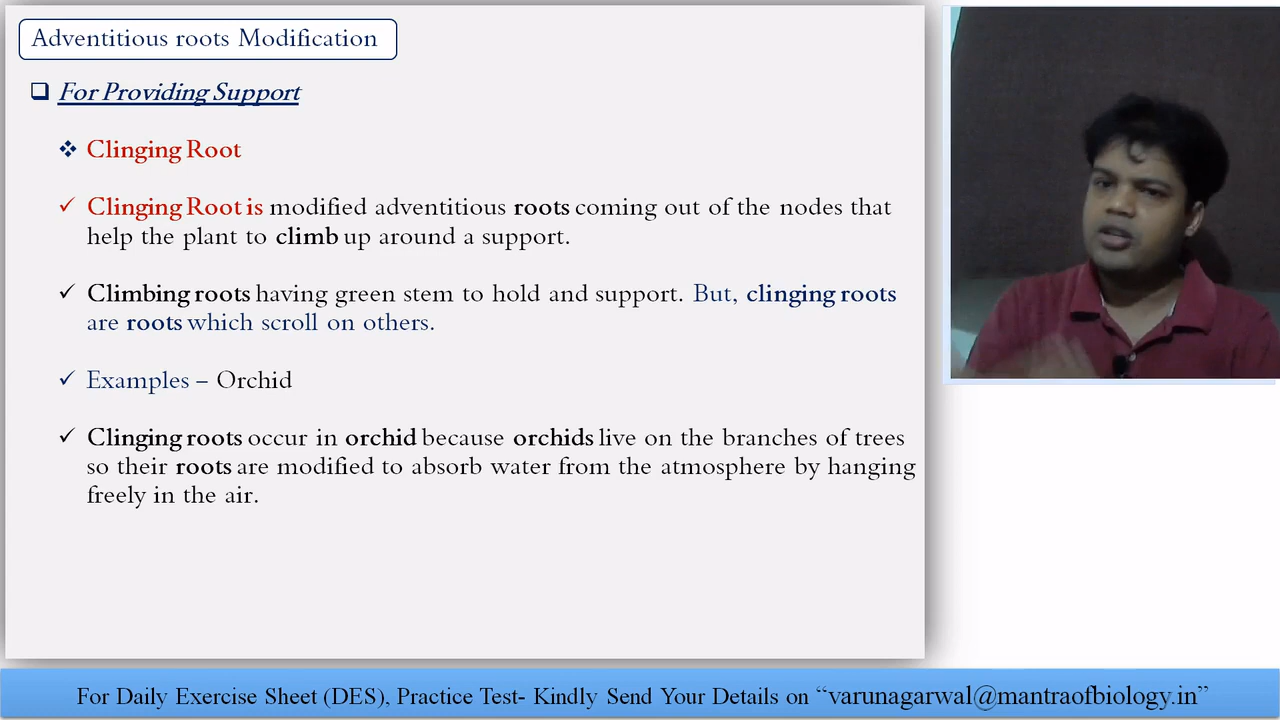 Adventitious roots Modification
For Providing Support
Clinging Root
Clinging Root is modified adventitious roots coming out of the nodes that
help the plant to climb up around a support.
Climbing roots having green stem to hold and support. But, clinging roots
are roots which scroll on others.
Examples – Orchid
Clinging roots occur in orchid because orchids live on the branches of trees
so their roots are modified to absorb water from the atmosphere by hanging
freely in the air.
For Daily Exercise Sheet (DES), Practice Test- Kindly Send Your Details on “varunagarwal@mantraofbiology.in”